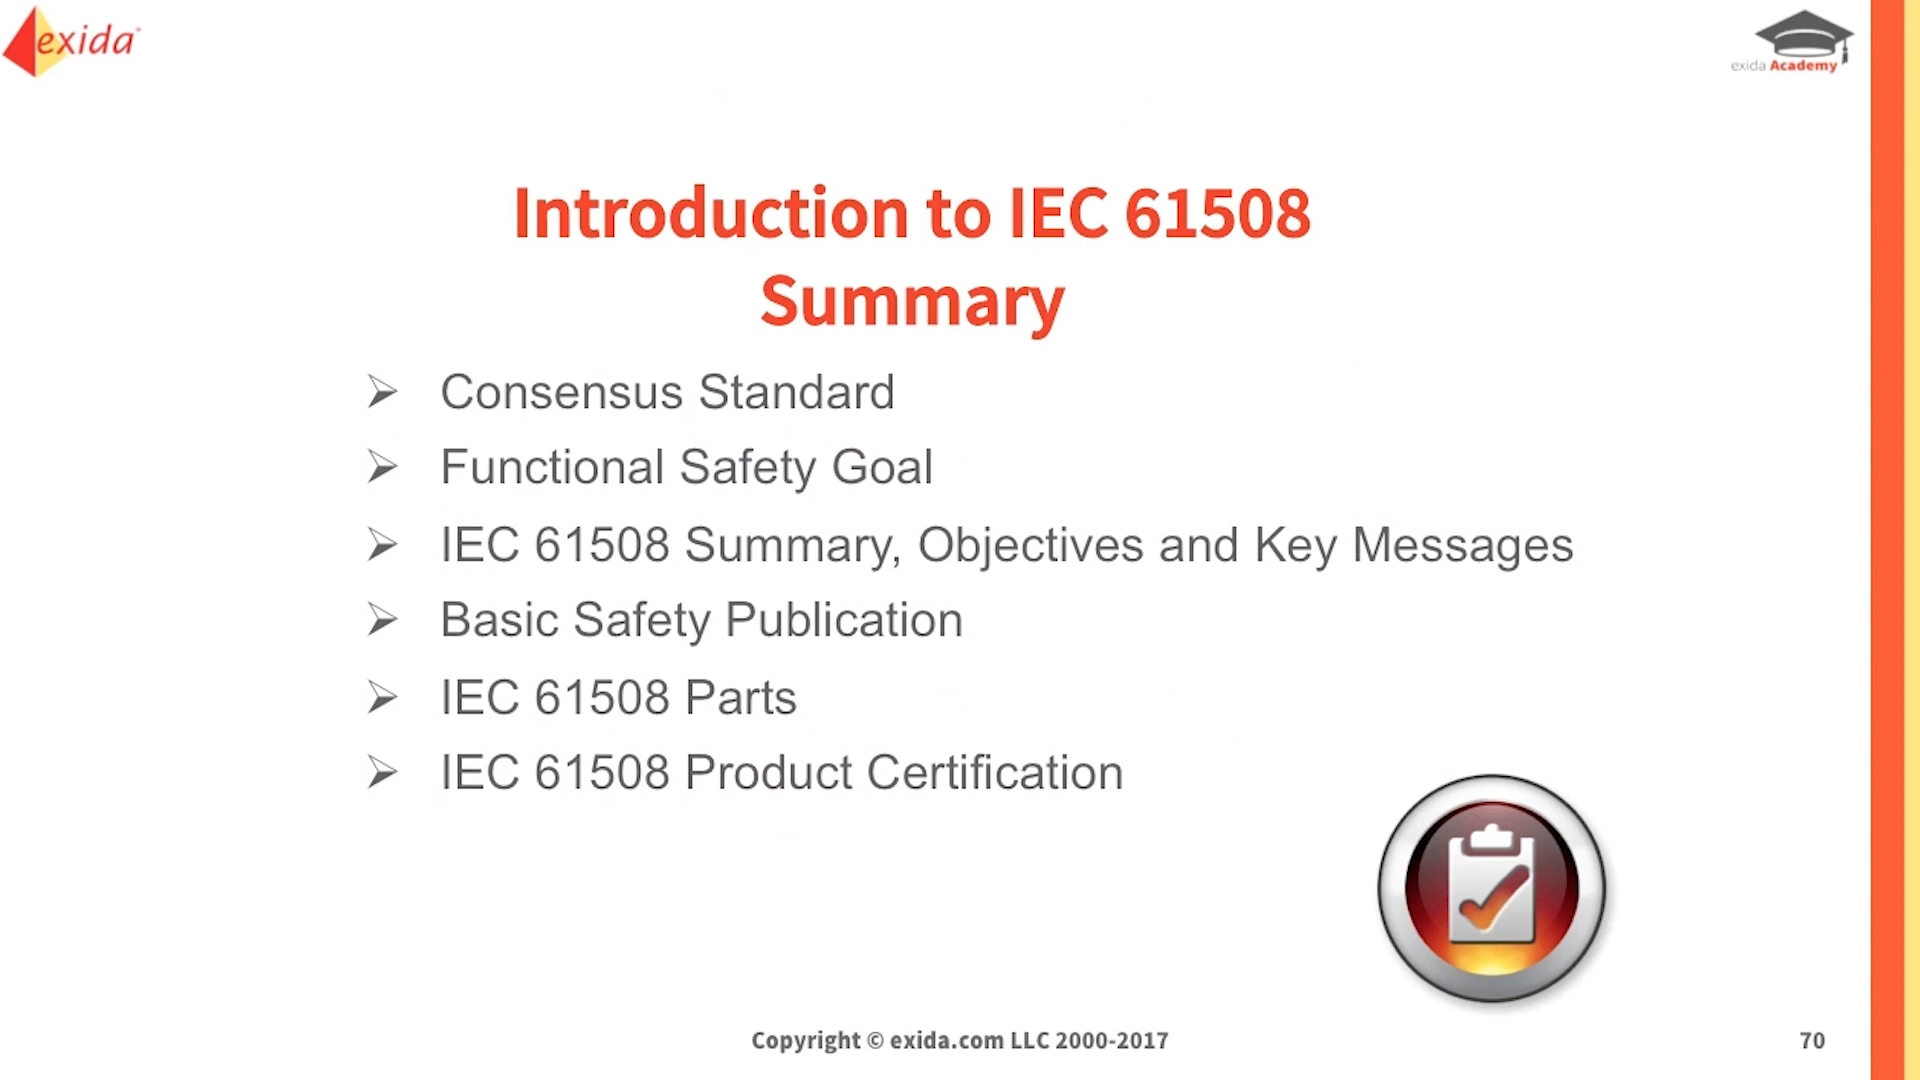 exida
exida Academy
Introduction to IEC 61508
Summary
➢ Consensus Standard
➢ Functional Safety Goal
➢ IEC 61508 Summary, Objectives and Key Messages
➢ Basic Safety Publication
➢ IEC 61508 Parts
➢ IEC 61508 Product Certification
Copyright © exida.com LLC 2000-2017
70